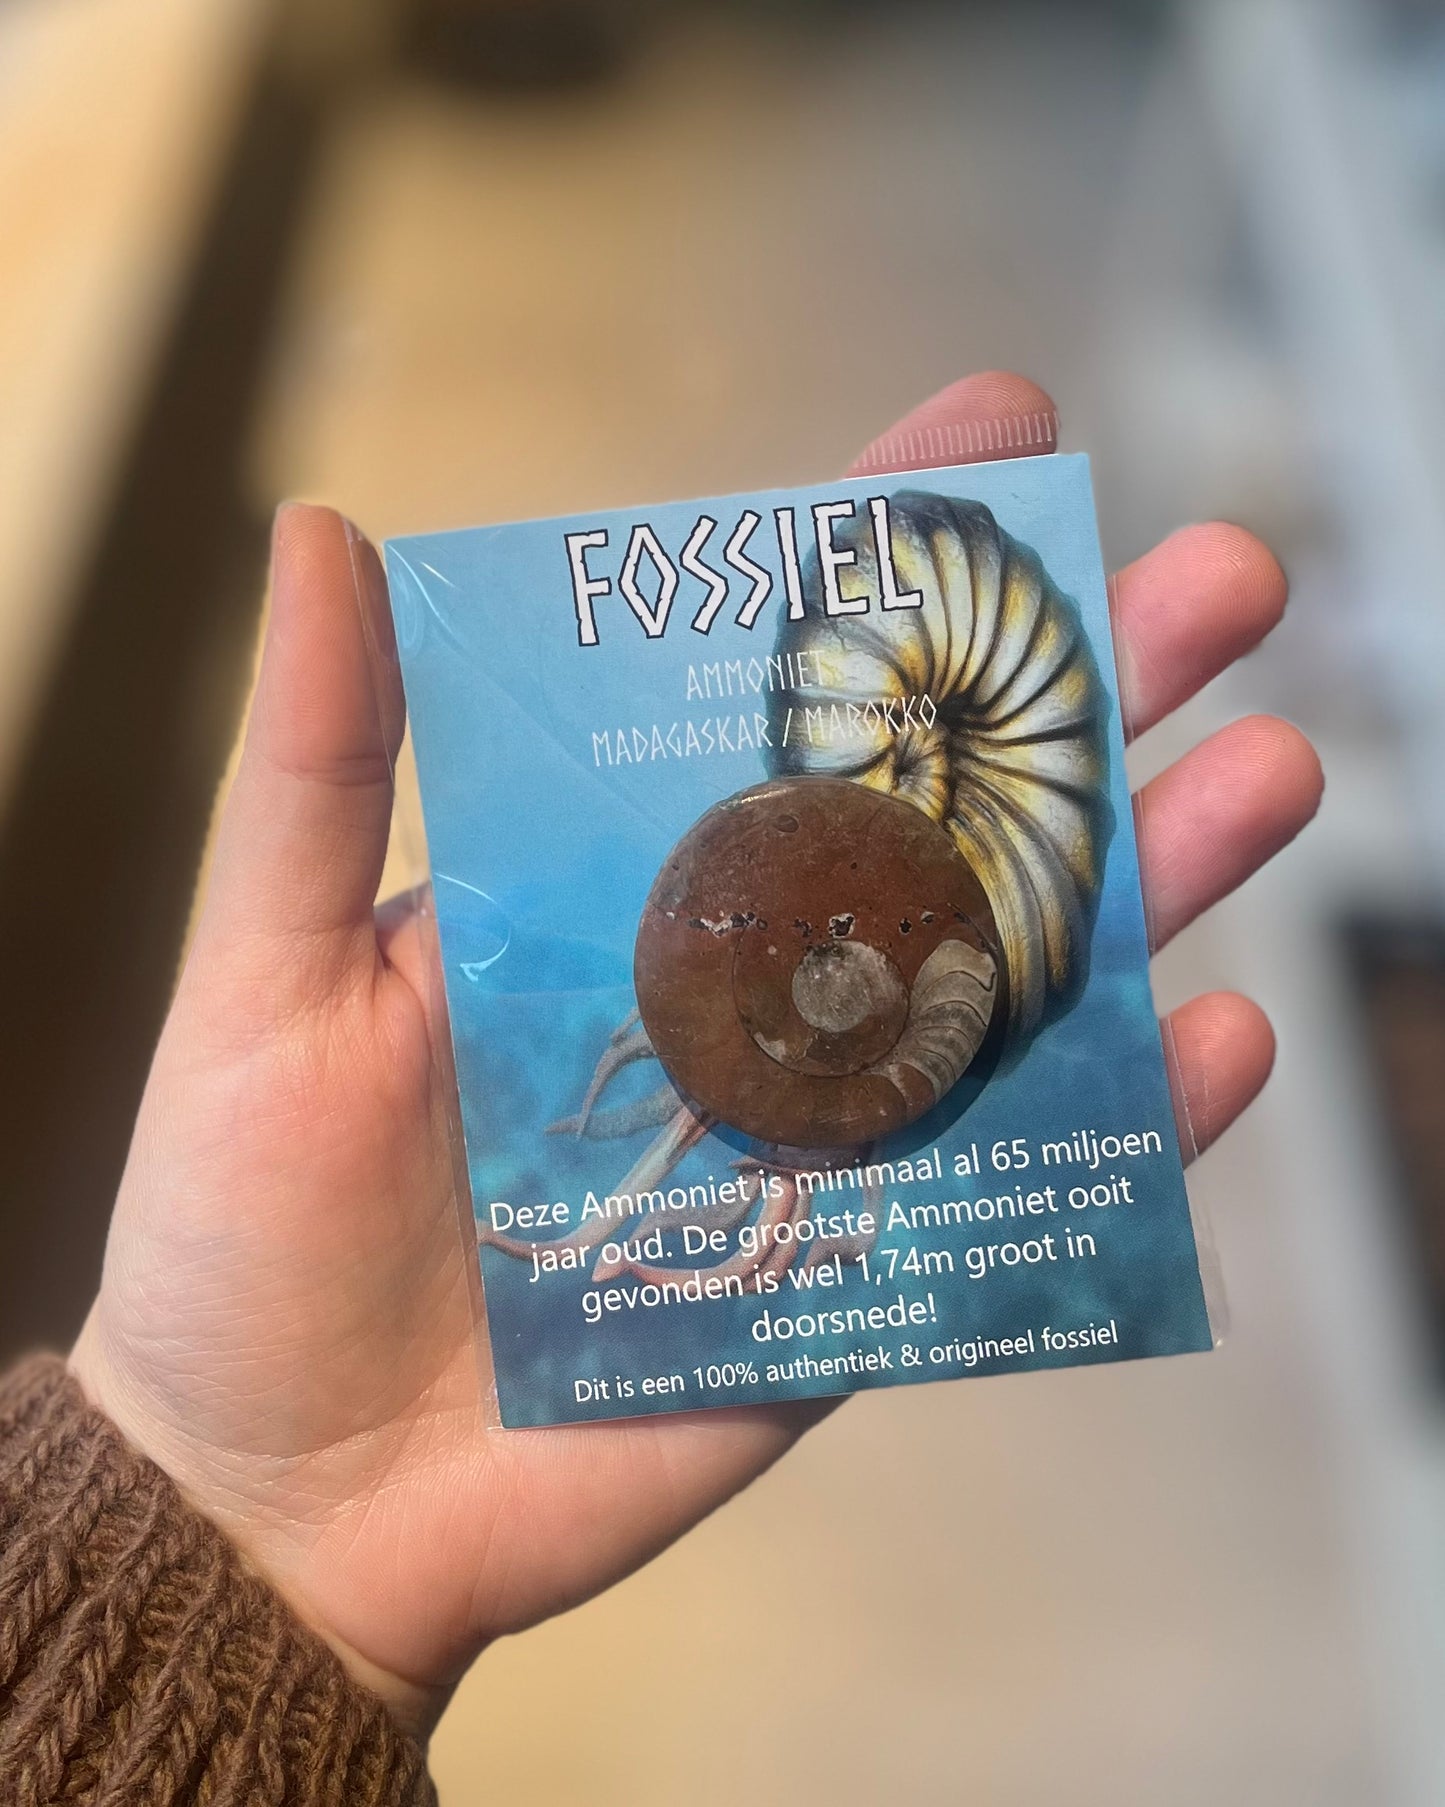 FOSSIEL
AMMONIET
MADAGASKAR / MAROKKO
Deze Ammoniet is minimaal al 65 miljoen
jaar oud. De grootste Ammoniet ooit
gevonden is wel 1,74m groot in
doorsnede!
Dit is een 100% authentiek & origineel fossiel